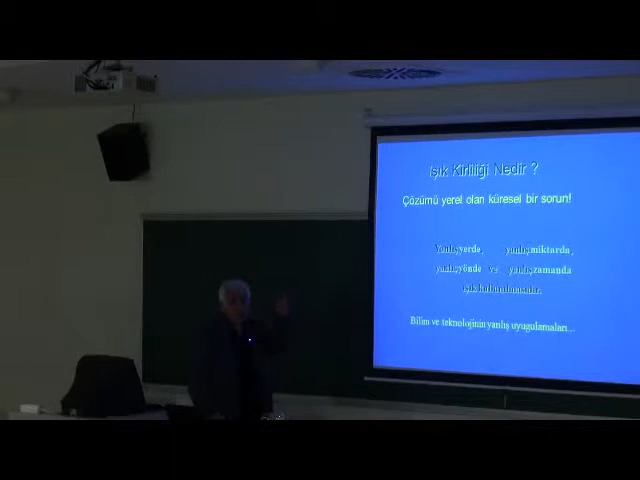 Işık Kirliliği Nedir ?
Çözümü yerel olan küresel bir sorun!
Yanlış yerde, yanlış miktarda,
yanlış yönde ve yanlış zamanda
ışık kullanılmasıdır.
Bilim ve teknolojinin yanlış uygulamaları...